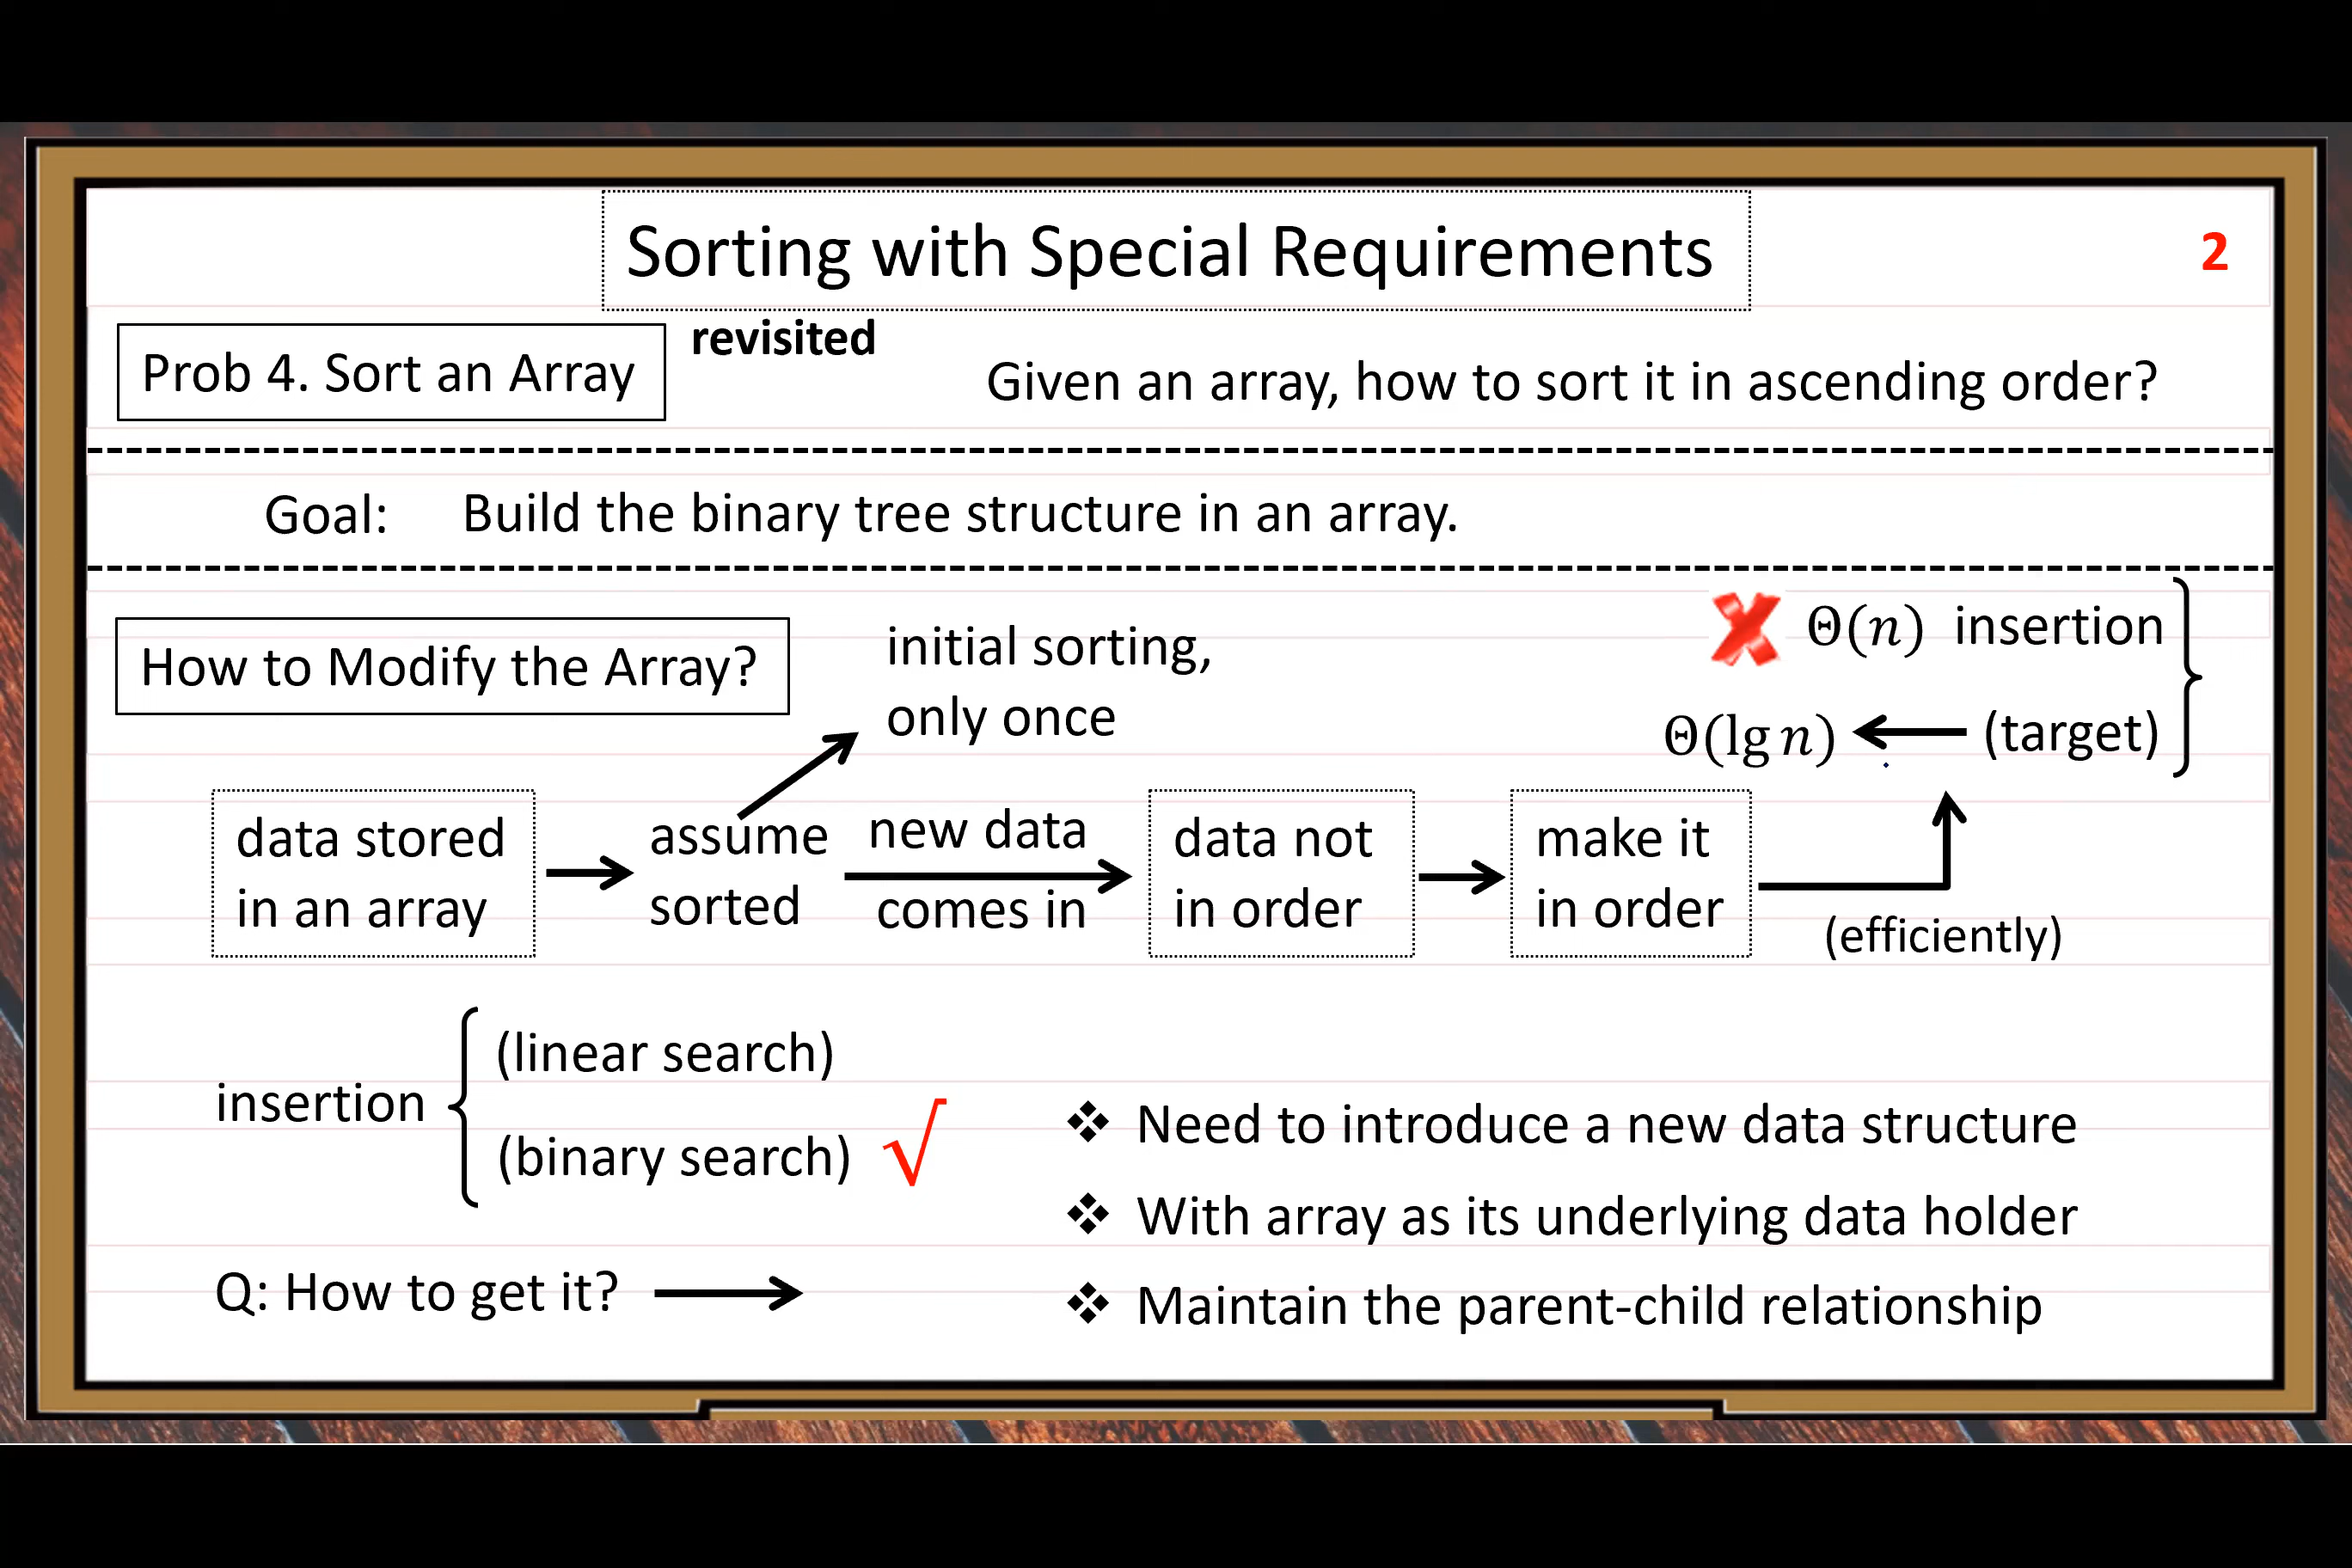 Sorting with Special Requirements
2
Prob 4. Sort an Array
revisited
Given an array, how to sort it in ascending order?
Goal: Build the binary tree structure in an array.
How to Modify the Array?
initial sorting,
only once
Θ(n) insertion
Θ(lg n) (target)
data stored
in an array
assume
sorted
new data
comes in
data not
in order
make it
in order
(efficiently)
insertion
(linear search)
(binary search) √
Q: How to get it?
❖ Need to introduce a new data structure
❖ With array as its underlying data holder
❖ Maintain the parent-child relationship